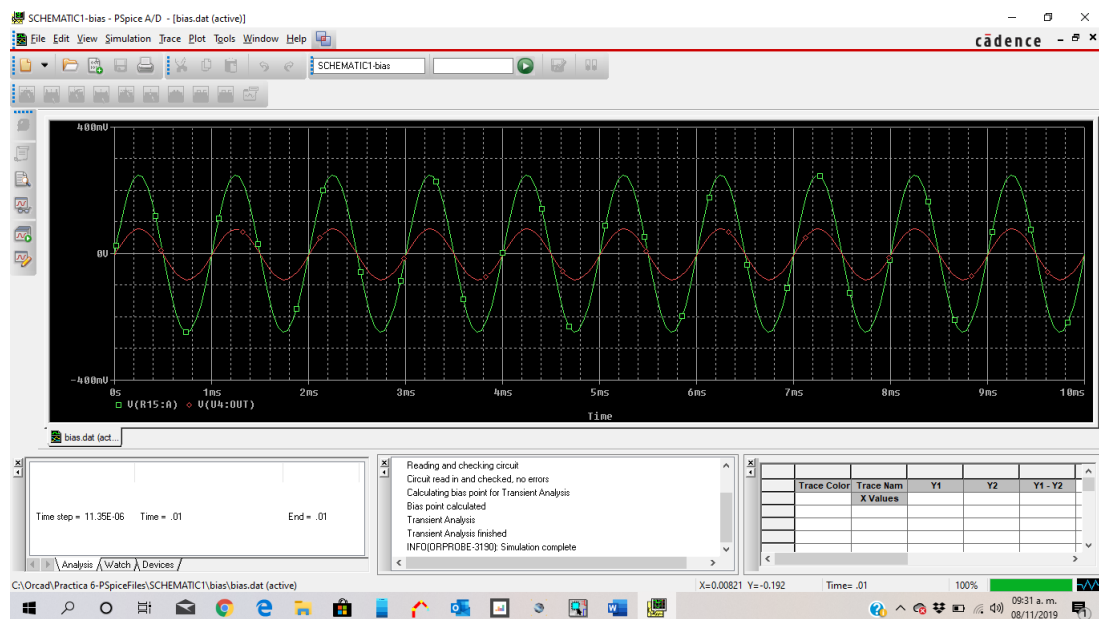 SCHEMATIC1-bias - PSpice A/D - [bias.dat (active)]
File Edit View Simulation Trace Plot Tools Window Help
cādence
SCHEMATIC1-bias
400mV
0V
-400mV
0s 1ms 2ms 3ms 4ms 5ms 6ms 7ms 8ms 9ms 10ms
V(R15:A) V(U4:OUT)
Time
bias.dat (act...
Time step = 11.35E-06 Time = .01 End = .01
Analysis Watch Devices
Reading and checking circuit
Circuit read in and checked, no errors
Calculating bias point for Transient Analysis
Bias point calculated
Transient Analysis
Transient Analysis finished
INFO(ORPROBE-3190): Simulation complete
Trace Color Trace Nam Y1 Y2 Y1 - Y2
X Values
C:\Orcad\Practica 6-PSpiceFiles\SCHEMATIC1\bias\bias.dat (active) X=0.00821 Y=-0.192 Time= .01 100%
09:31 a. m.
08/11/2019